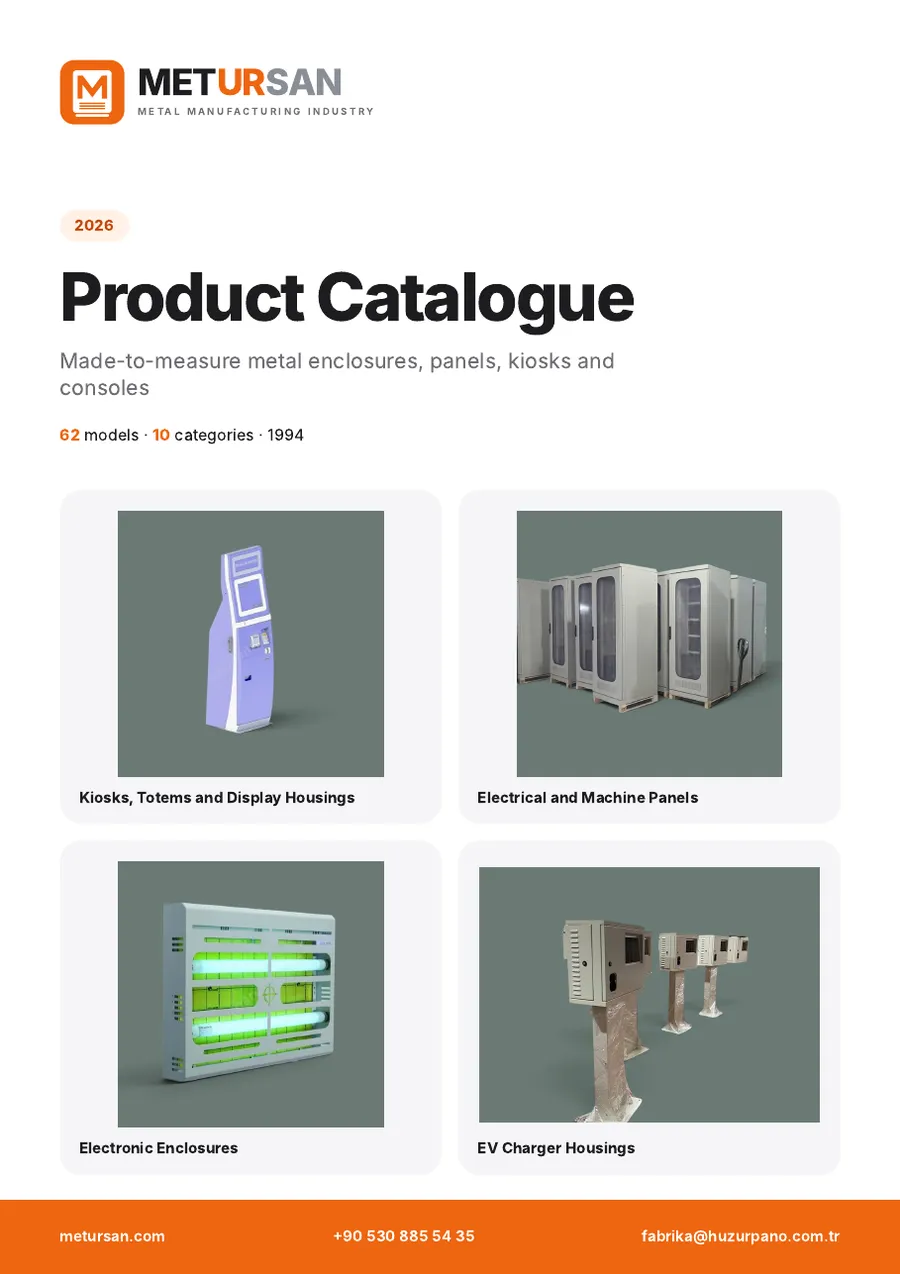 METURSAN
METAL MANUFACTURING INDUSTRY
2026
Product Catalogue
Made-to-measure metal enclosures, panels, kiosks and
consoles
62 models · 10 categories · 1994
Kiosks, Totems and Display Housings
Electrical and Machine Panels
Electronic Enclosures
EV Charger Housings
metursan.com
+90 530 885 54 35
fabrika@huzurpano.com.tr